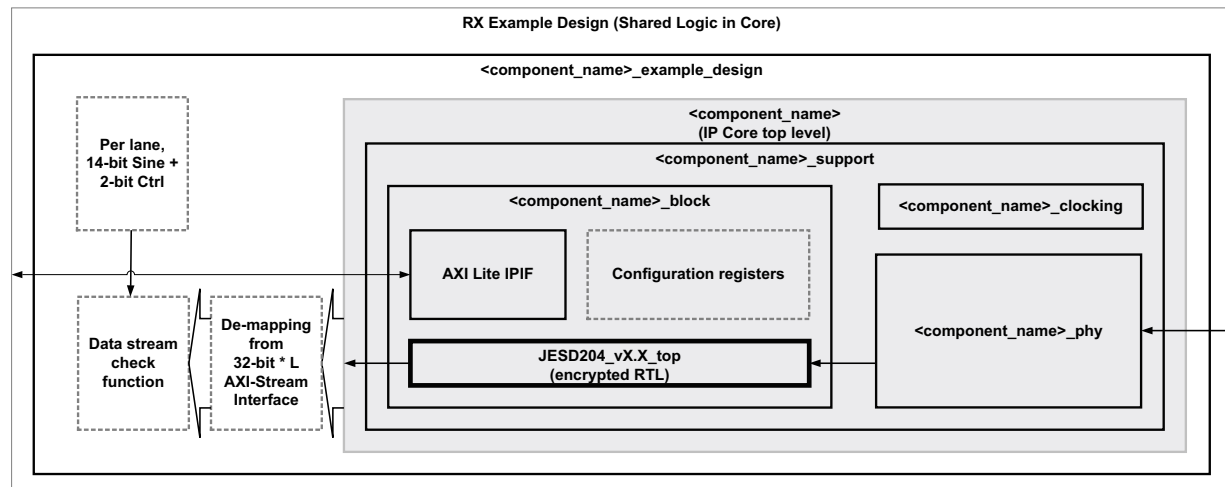 RX Example Design (Shared Logic in Core)
<component_name>_example_design
Per lane,
14-bit Sine +
2-bit Ctrl
<component_name>
(IP Core top level)
<component_name>_support
<component_name>_block
<component_name>_clocking
AXI Lite IPIF
Configuration registers
<component_name>_phy
Data stream
check
function
De-mapping
from
32-bit * L
AXI-Stream
Interface
JESD204_vX.X_top
(encrypted RTL)